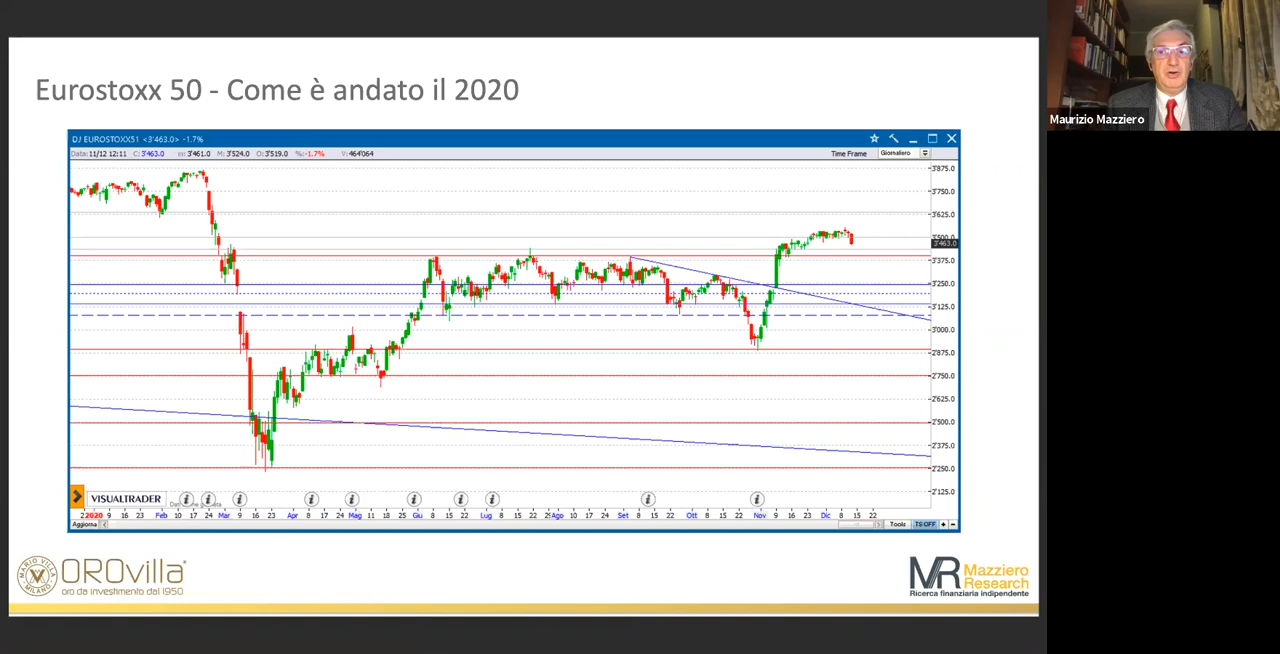 Eurostoxx 50 - Come è andato il 2020
Maurizio Mazziero
DJ EUROSTOXX51 <3'463.0> -1.7%
Data: 11/12 12:11 C: 3'463.0 In: 3'461.0 M: 3'524.0 O: 3'519.0 %: -1.7% V: 464'064
Time Frame Giornaliero
3'875.0
3'750.0
3'625.0
3'500.0
3'463.0
3'375.0
3'250.0
3'125.0
3'000.0
2'875.0
2'750.0
2'625.0
2'500.0
2'375.0
2'250.0
2'125.0
VISUALTRADER
2020 9 16 23 Feb 10 17 24 Mar 9 16 23 Apr 8 17 24 Mag 11 18 25 Giu 8 15 22 Lug 8 15 22 Ago 10 17 24 Set 8 15 22 Ott 8 15 22 Nov 9 16 23 Dic 8 15 22
Aggiorna Tools TS OFF + -
MARIO VILLA MILANO
OROvilla
oro da investimento dal 1950
MR Mazziero
Research
Ricerca finanziaria indipendente